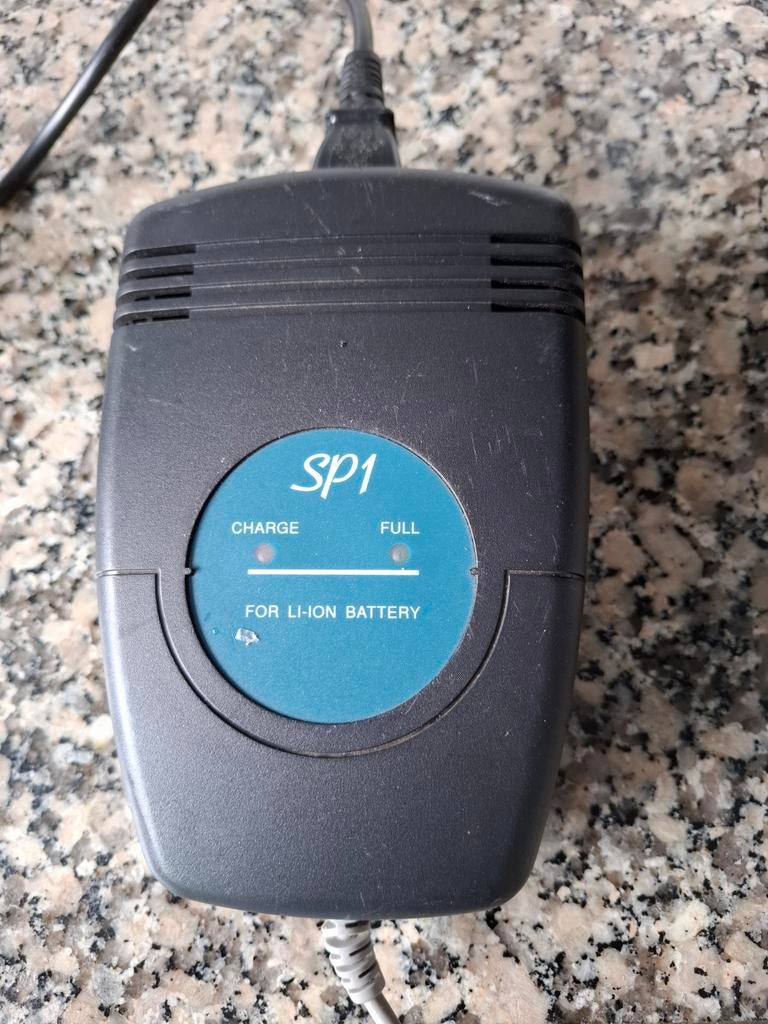 SP1
CHARGE FULL
FOR LI-ION BATTERY